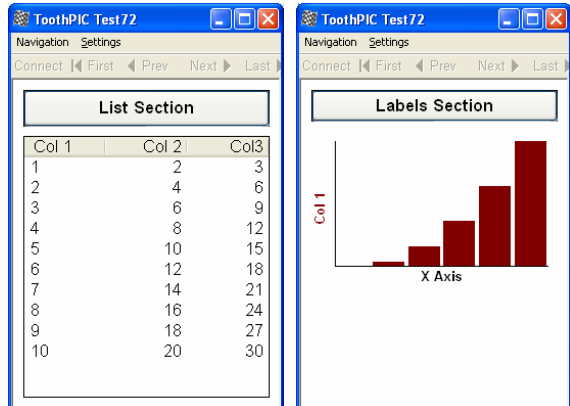 ToothPIC Test72
Navigation Settings
Connect First Prev Next Last
List Section
Col 1 Col 2 Col3
1 2 3
2 4 6
3 6 9
4 8 12
5 10 15
6 12 18
7 14 21
8 16 24
9 18 27
10 20 30
ToothPIC Test72
Navigation Settings
Connect First Prev Next Last
Labels Section
Col 1
X Axis